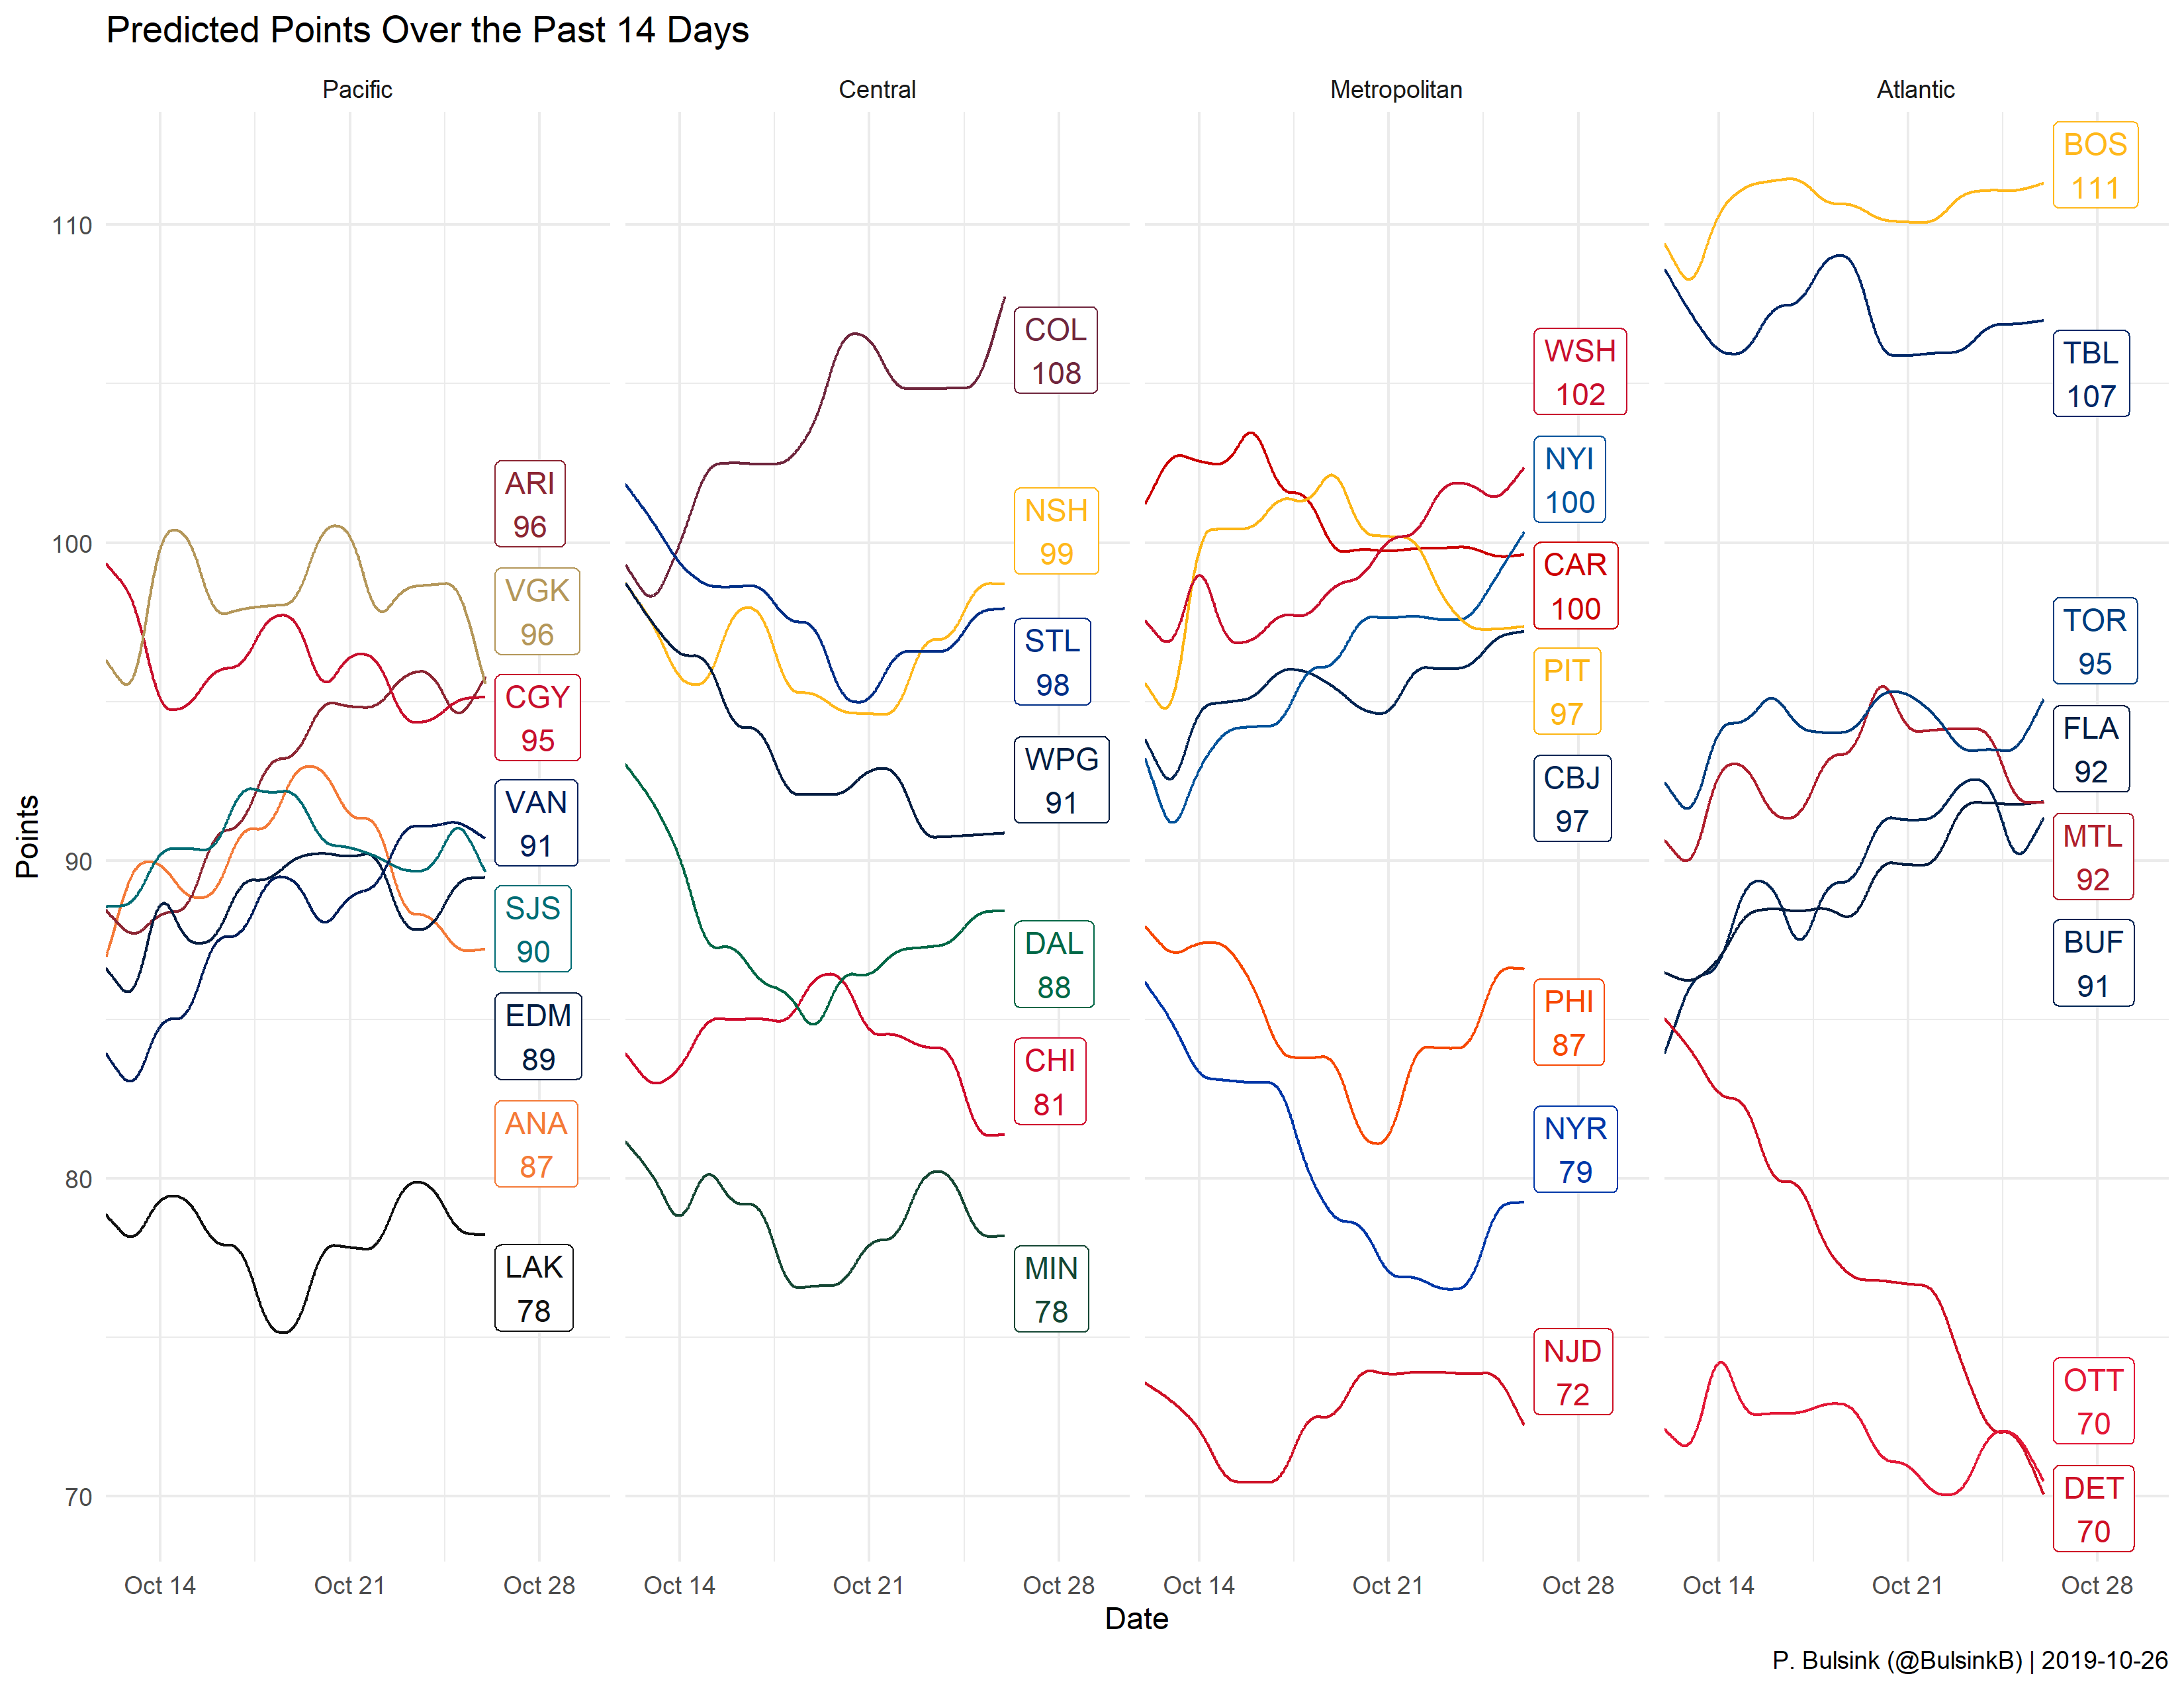 Predicted Points Over the Past 14 Days
Pacific
Central
Metropolitan
Atlantic
Points
110
100
90
80
70
ARI
96
VGK
96
CGY
95
VAN
91
SJS
90
EDM
89
ANA
87
LAK
78
COL
108
NSH
99
STL
98
WPG
91
DAL
88
CHI
81
MIN
78
WSH
102
NYI
100
CAR
100
PIT
97
CBJ
97
PHI
87
NYR
79
NJD
72
BOS
111
TBL
107
TOR
95
FLA
92
MTL
92
BUF
91
OTT
70
DET
70
Oct 14 Oct 21 Oct 28
Oct 14 Oct 21 Oct 28
Oct 14 Oct 21 Oct 28
Oct 14 Oct 21 Oct 28
Date
P. Bulsink (@BulsinkB) | 2019-10-26